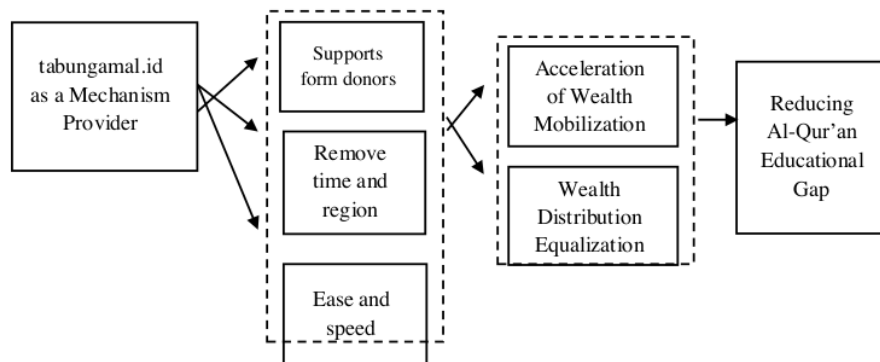 tabungamal.id
as a Mechanism
Provider
Supports
form donors
Remove
time and
region
Ease and
speed
Acceleration
of Wealth
Mobilization
Wealth
Distribution
Equalization
Reducing
Al-Qur’an
Educational
Gap